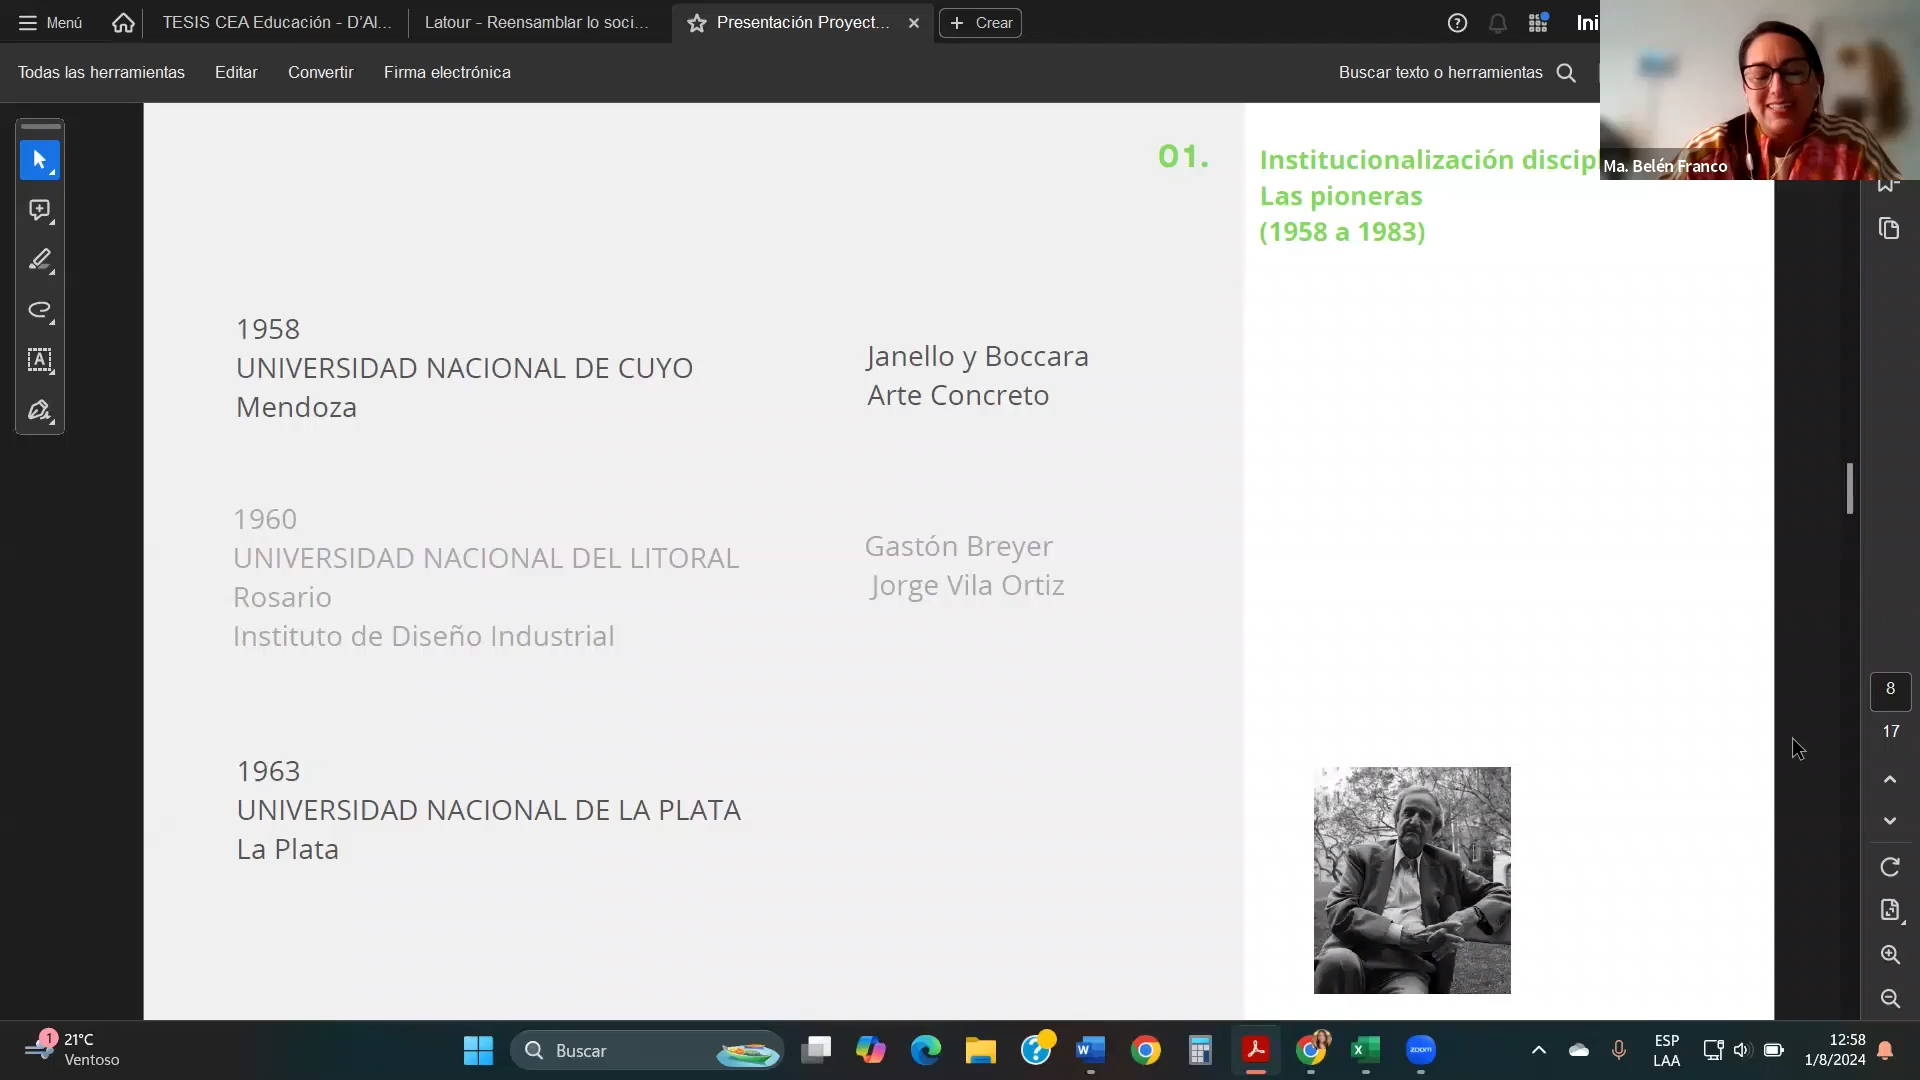 Menú
TESIS CEA Educación - D'Al...
Latour - Reensamblar lo soci...
Presentación Proyect...
Crear
Ini
Todas las herramientas
Editar
Convertir
Firma electrónica
Buscar texto o herramientas
Ma. Belén Franco
01.
Institucionalización discip
Las pioneras
(1958 a 1983)
1958
UNIVERSIDAD NACIONAL DE CUYO
Mendoza
Janello y Boccara
Arte Concreto
1960
UNIVERSIDAD NACIONAL DEL LITORAL
Rosario
Instituto de Diseño Industrial
Gastón Breyer
Jorge Vila Ortiz
1963
UNIVERSIDAD NACIONAL DE LA PLATA
La Plata
8
17
1
21°C
Ventoso
Buscar
zoom
ESP
LAA
12:58
1/8/2024